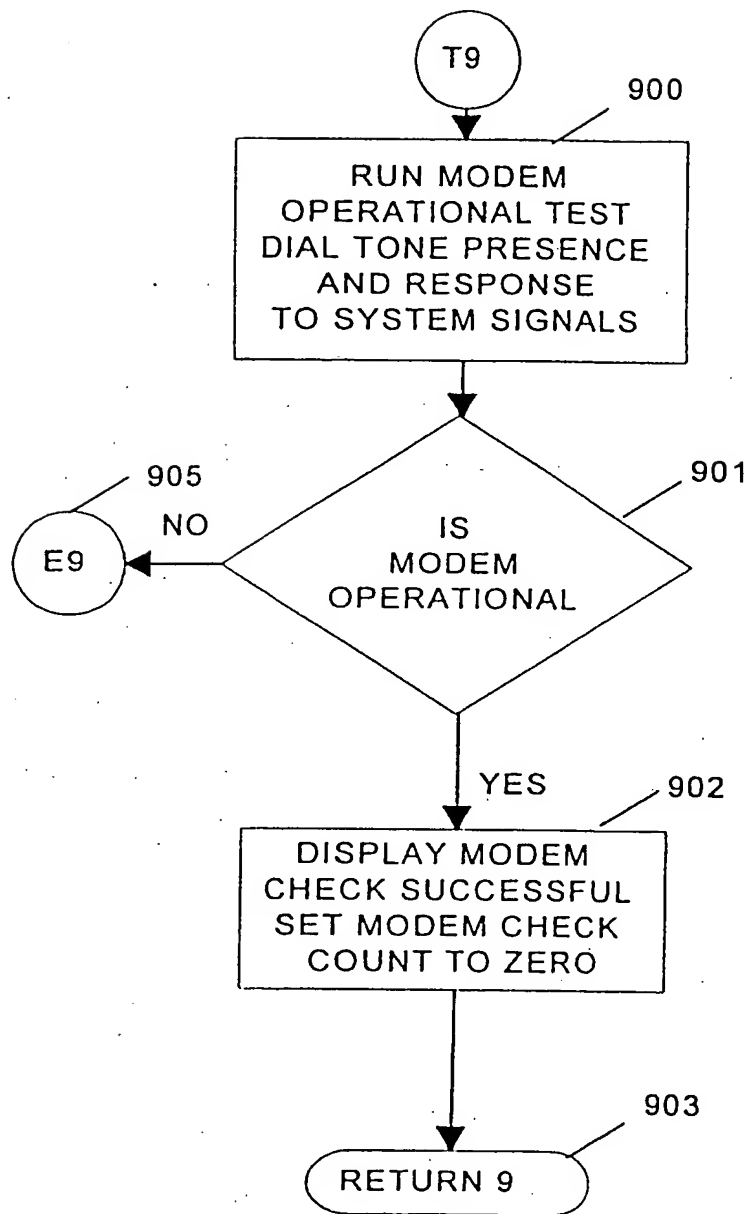 T9
900
RUN MODEM
OPERATIONAL TEST
DIAL TONE PRESENCE
AND RESPONSE
TO SYSTEM SIGNALS
905
901
NO
E9
IS
MODEM
OPERATIONAL
YES
902
DISPLAY MODEM
CHECK SUCCESSFUL
SET MODEM CHECK
COUNT TO ZERO
903
RETURN 9